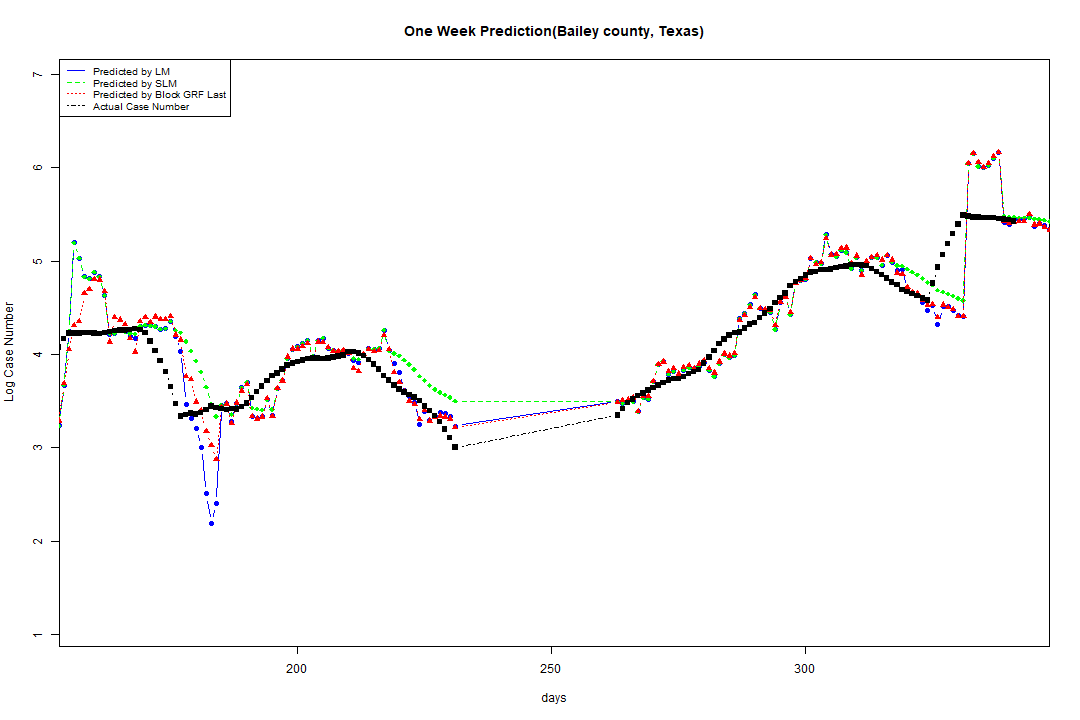 One Week Prediction(Bailey county, Texas)
Predicted by LM
Predicted by SLM
Predicted by Block GRF Last
Actual Case Number
7
6
5
4
3
2
1
Log Case Number
200 250 300
days